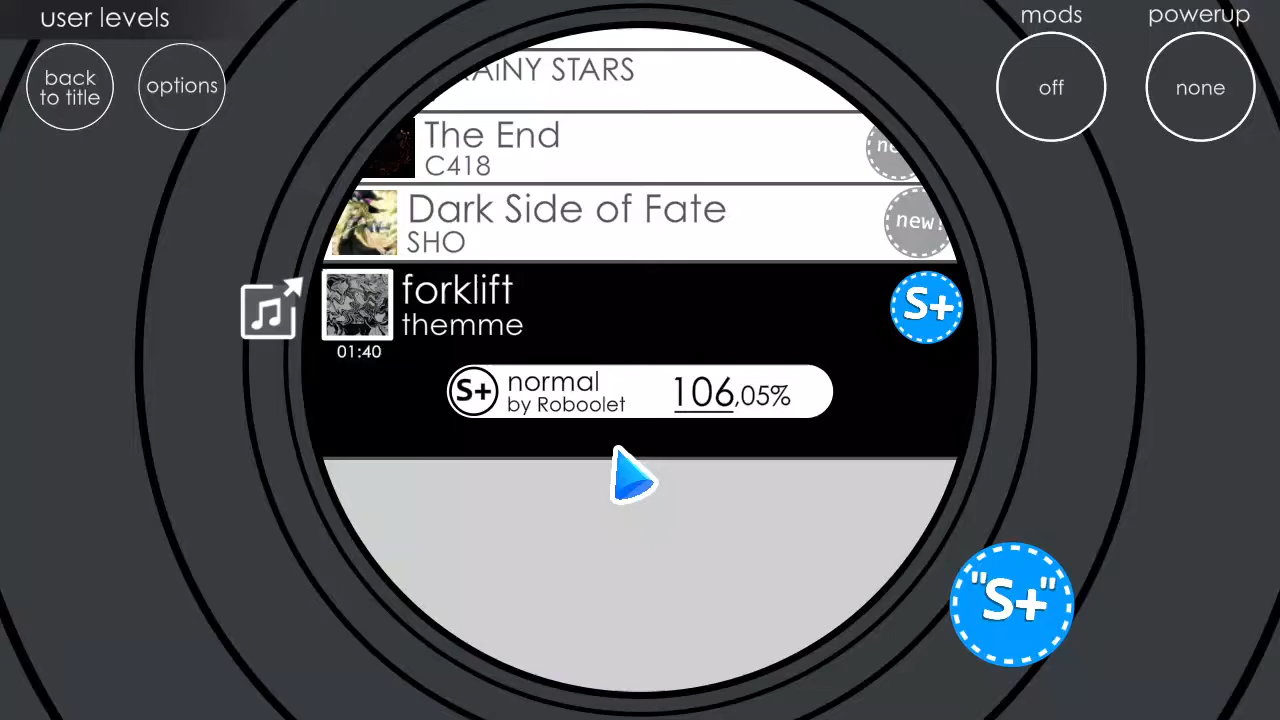 user levels
mods
powerup
back
to title
options
off
none
STARS
The End
C418
Dark Side of Fate
SHO
new!
forklift
themme
S+
01:40
S+
normal
by Roboolet
106,05%
"S+"